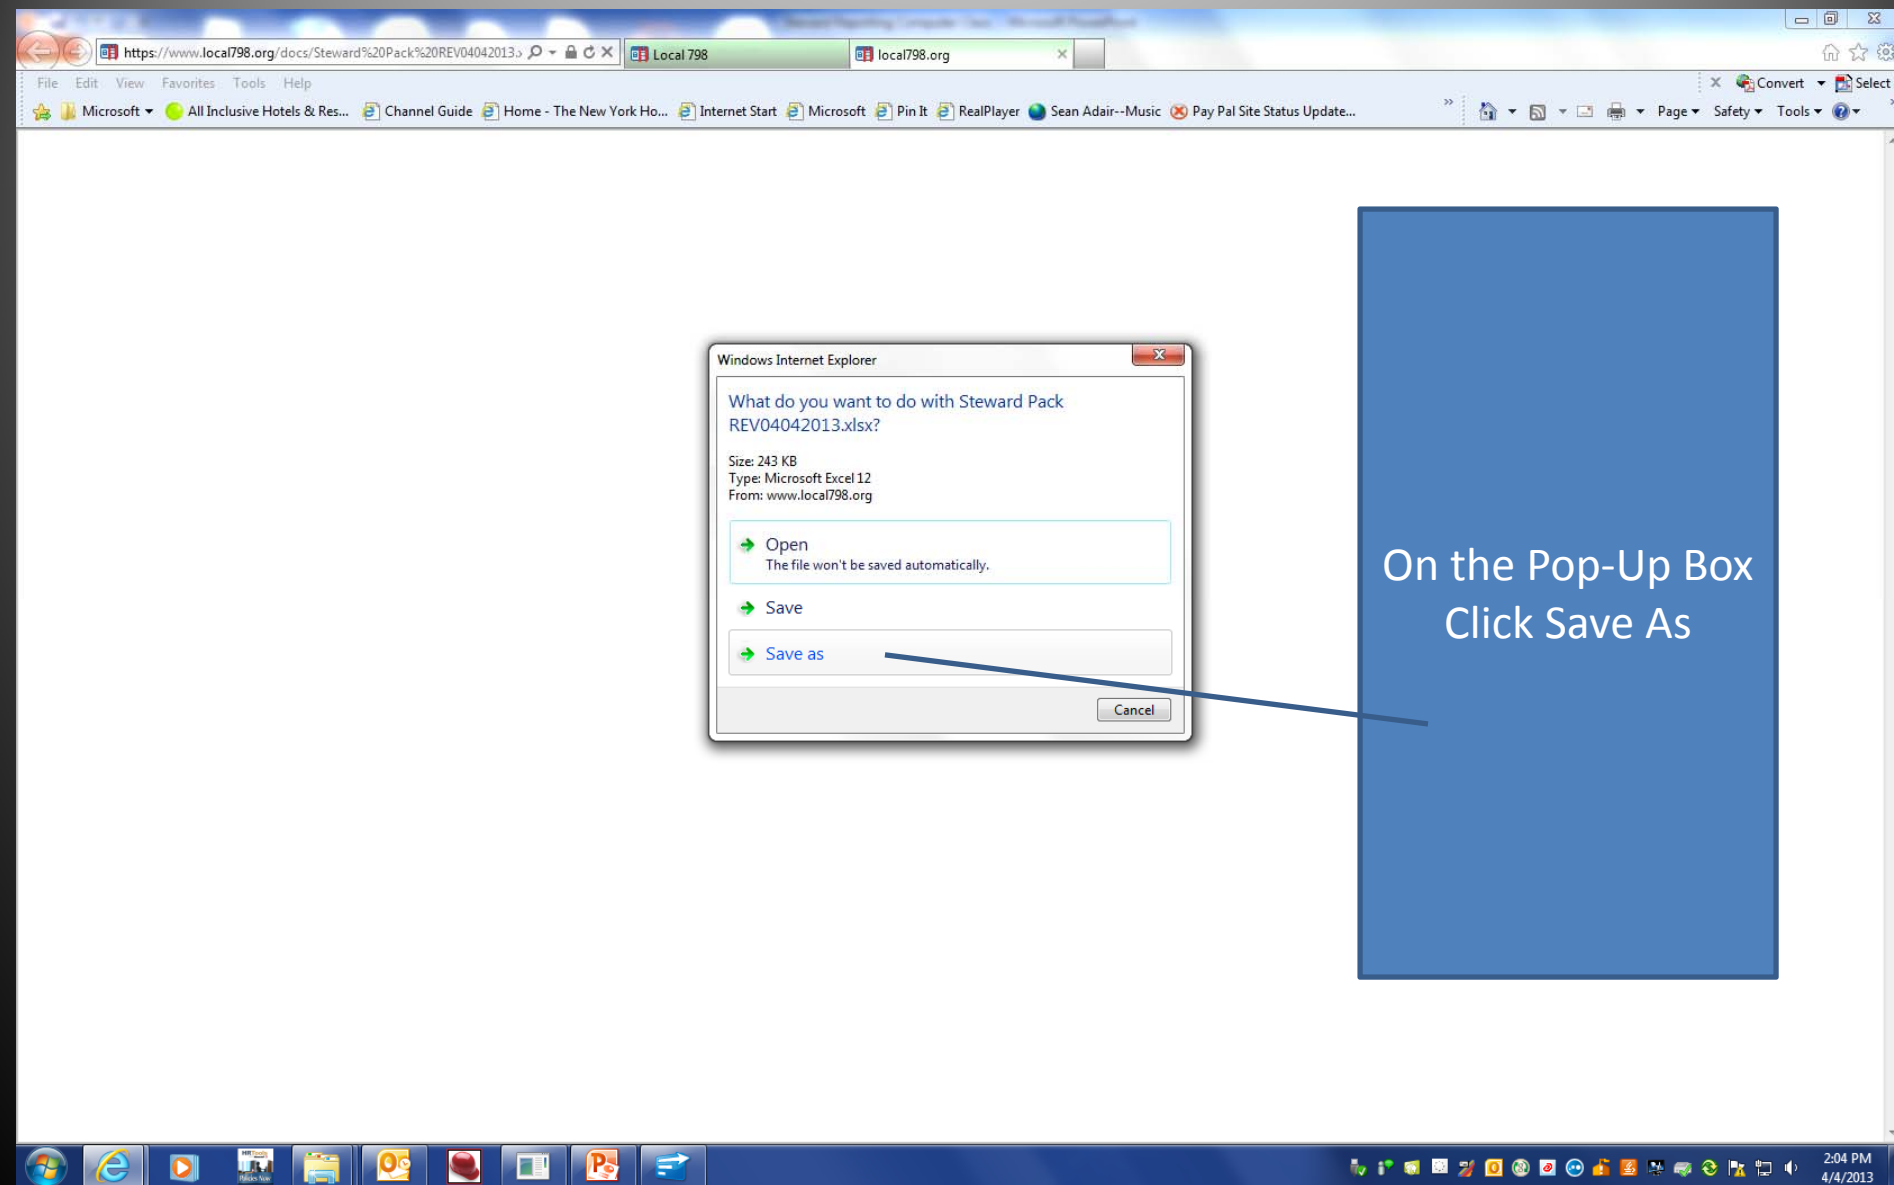 https://www.local798.org/docs/Steward%20Pack%20REV04042013.>
Local 798
local798.org
File Edit View Favorites Tools Help
Convert Select
Microsoft All Inclusive Hotels & Res... Channel Guide Home - The New York Ho... Internet Start Microsoft Pin It RealPlayer Sean Adair--Music Pay Pal Site Status Update... Page Safety Tools
Windows Internet Explorer
What do you want to do with Steward Pack
REV04042013.xlsx?
Size: 243 KB
Type: Microsoft Excel 12
From: www.local798.org
Open
The file won't be saved automatically.
Save
Save as
Cancel
On the Pop-Up Box
Click Save As
2:04 PM
4/4/2013